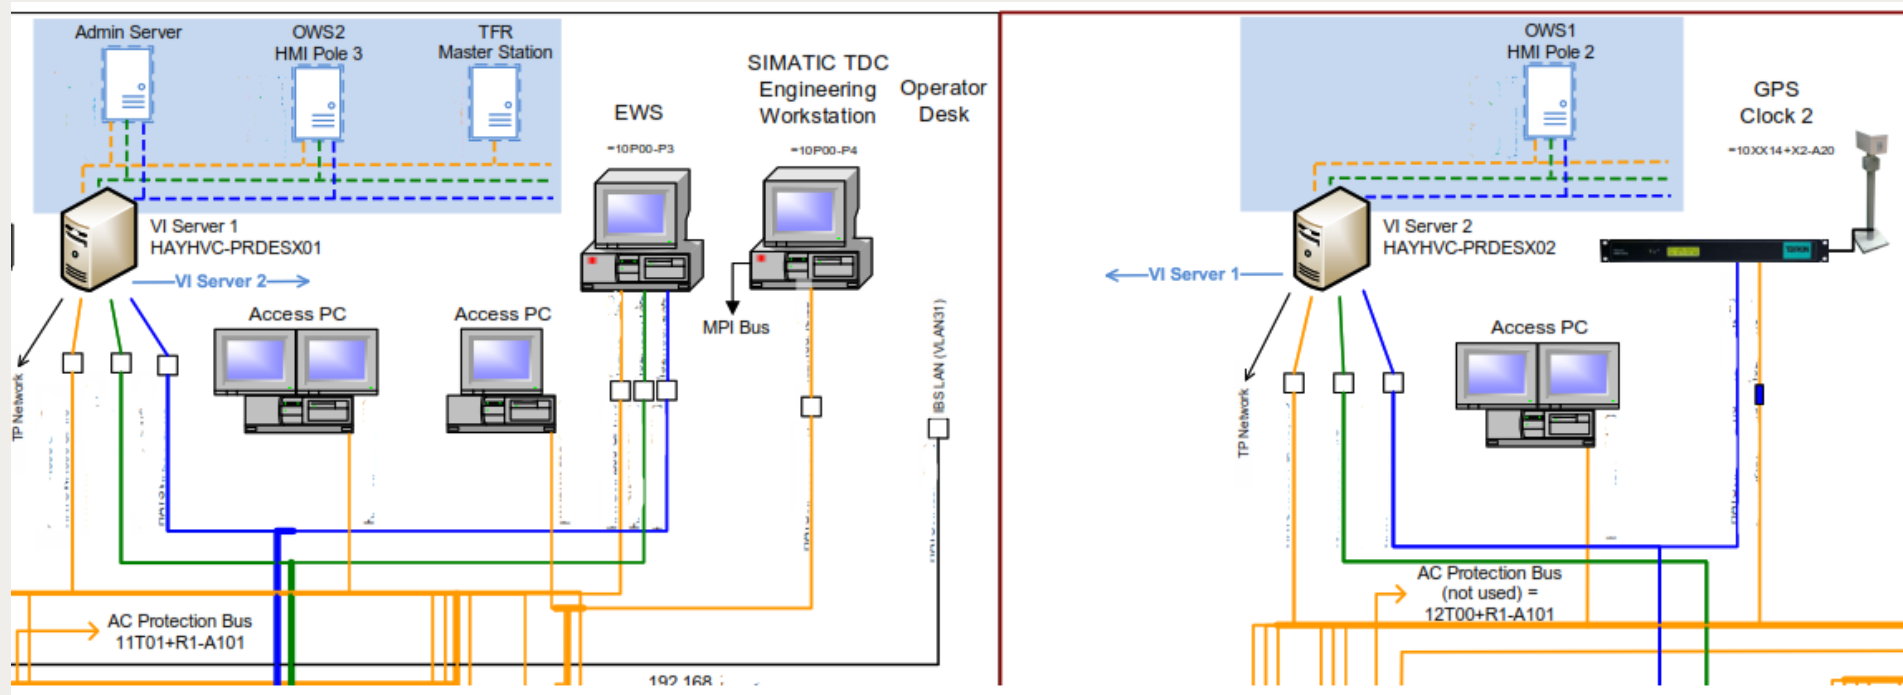 Admin Server
OWS2
HMI Pole 3
TFR
Master Station
EWS
=10P00-P3
SIMATIC TDC
Engineering
Workstation
=10P00-P4
Operator
Desk
VI Server 1
HAYHVC-PRDESX01
VI Server 2
Access PC
Access PC
MPI Bus
TP Network
IBS LAN (VLAN31)
AC Protection Bus
11T01+R1-A101
192.168.
OWS1
HMI Pole 2
GPS
Clock 2
=10XX14+X2-A20
VI Server 2
HAYHVC-PRDESX02
VI Server 1
Access PC
TP Network
AC Protection Bus
(not used) =
12T00+R1-A101